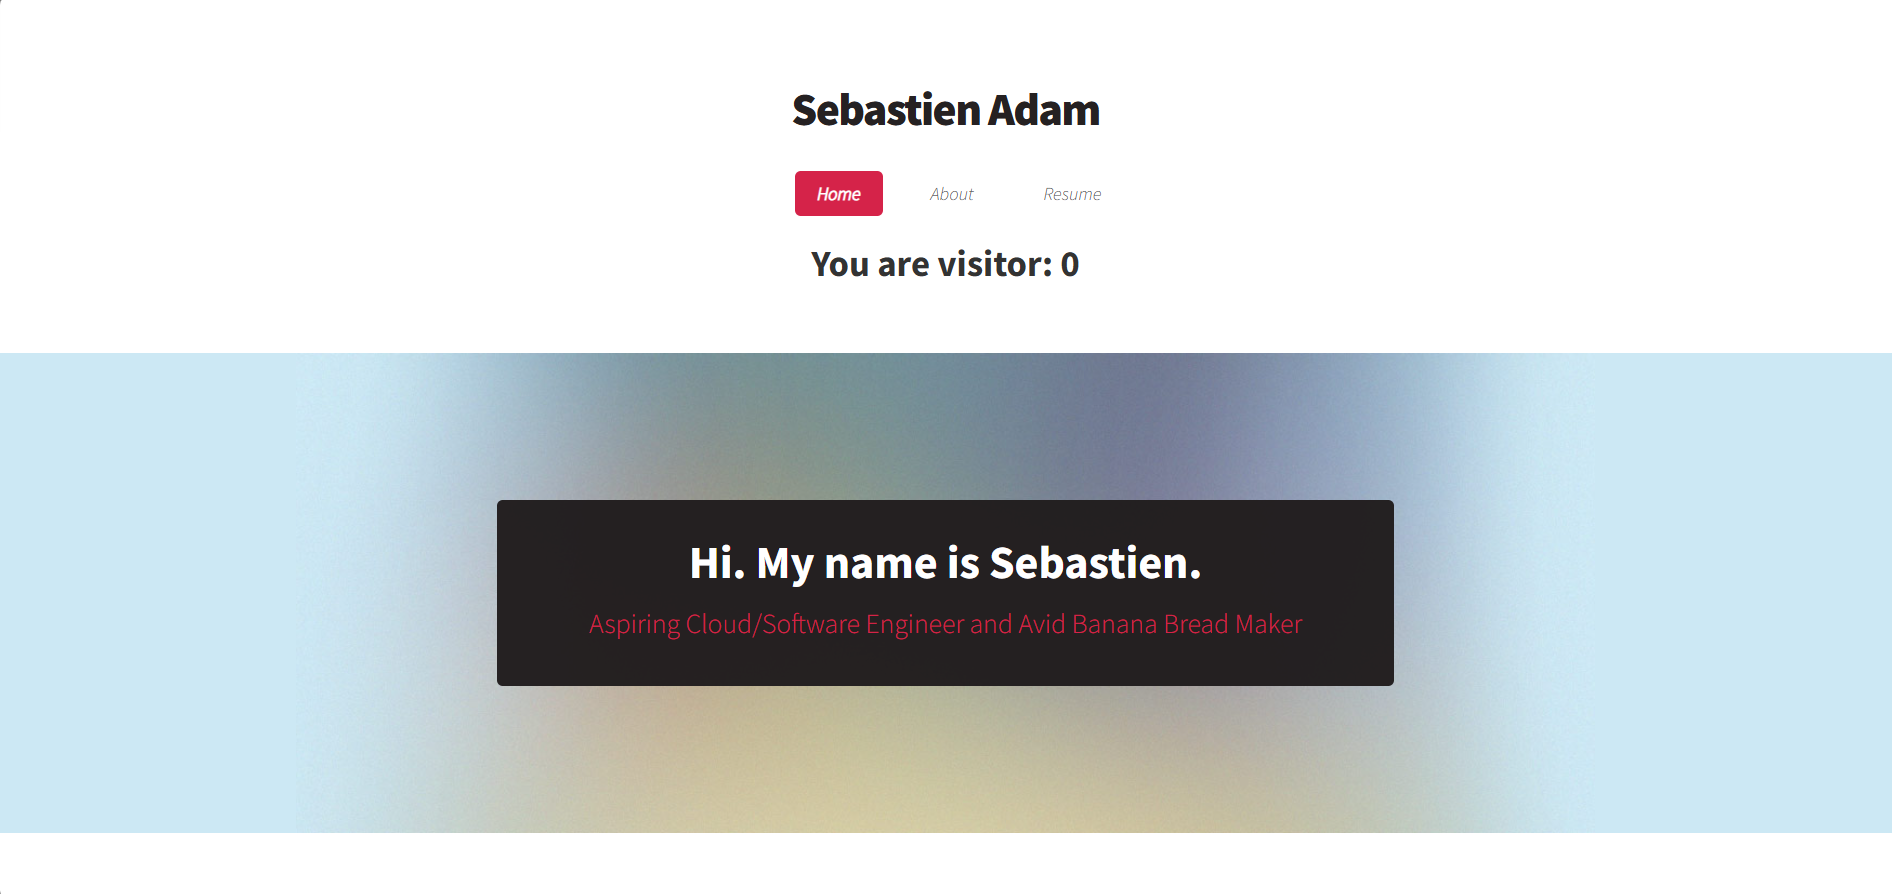 Sebastien Adam
Home About Resume
You are visitor: 0
Hi. My name is Sebastien.
Aspiring Cloud/Software Engineer and Avid Banana Bread Maker